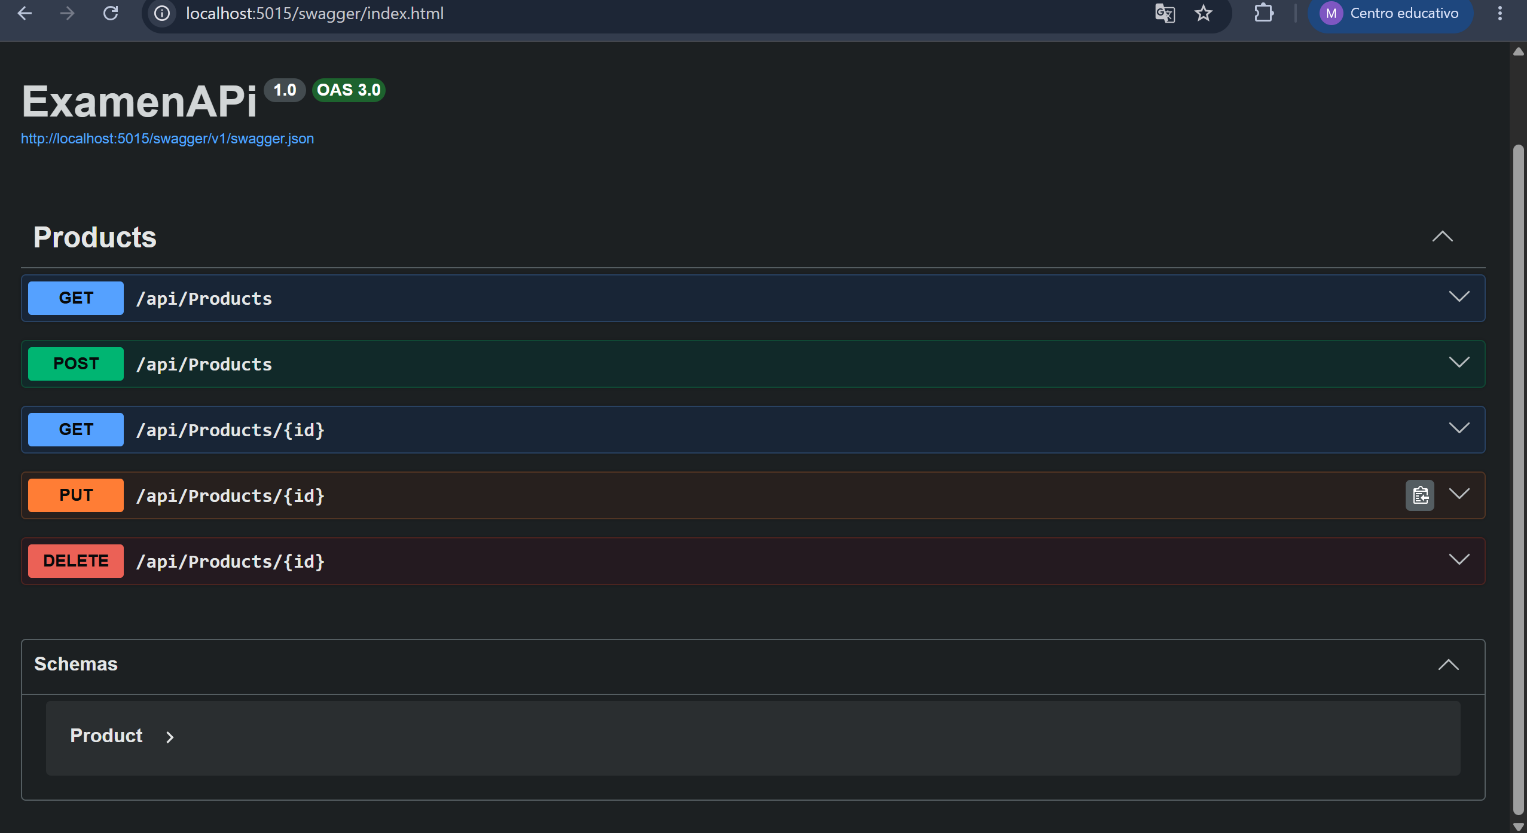 localhost:5015/swagger/index.html
M Centro educativo
ExamenAPi 1.0 OAS 3.0
http://localhost:5015/swagger/v1/swagger.json
Products
GET /api/Products
POST /api/Products
GET /api/Products/{id}
PUT /api/Products/{id}
DELETE /api/Products/{id}
Schemas
Product